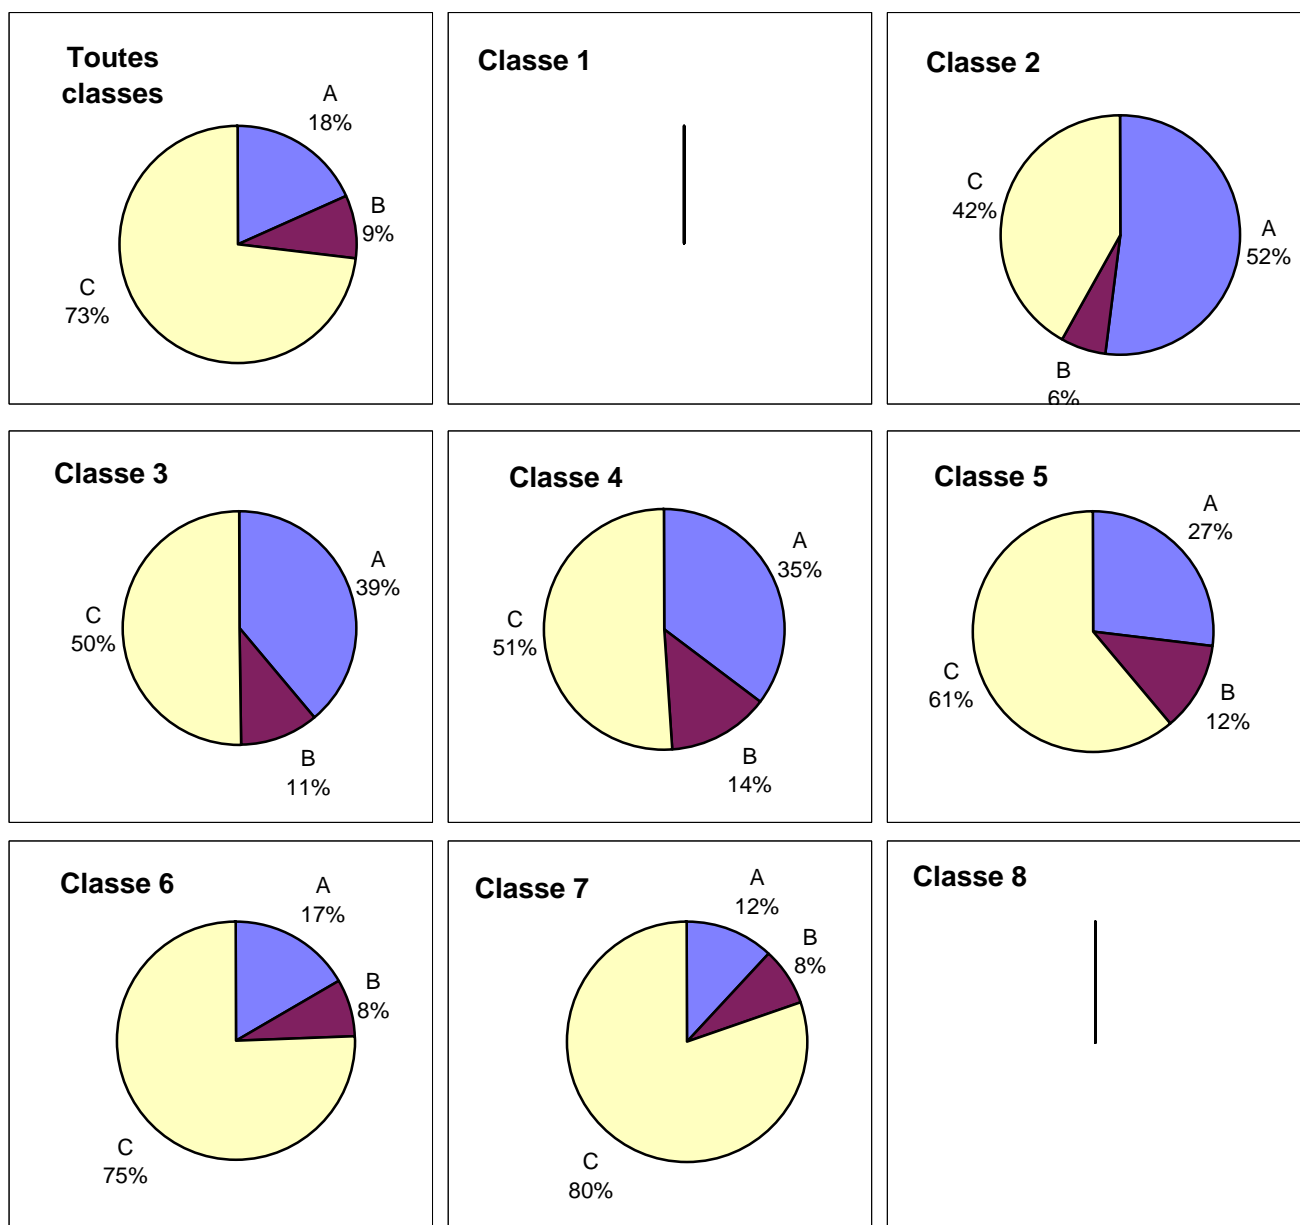 Toutes
classes
A
18%
B
9%
C
73%
Classe 1
Classe 2
C
42%
A
52%
B
6%
Classe 3
A
39%
C
50%
B
11%
Classe 4
A
35%
C
51%
B
14%
Classe 5
A
27%
C
61%
B
12%
Classe 6
A
17%
B
8%
C
75%
Classe 7
A
12%
B
8%
C
80%
Classe 8